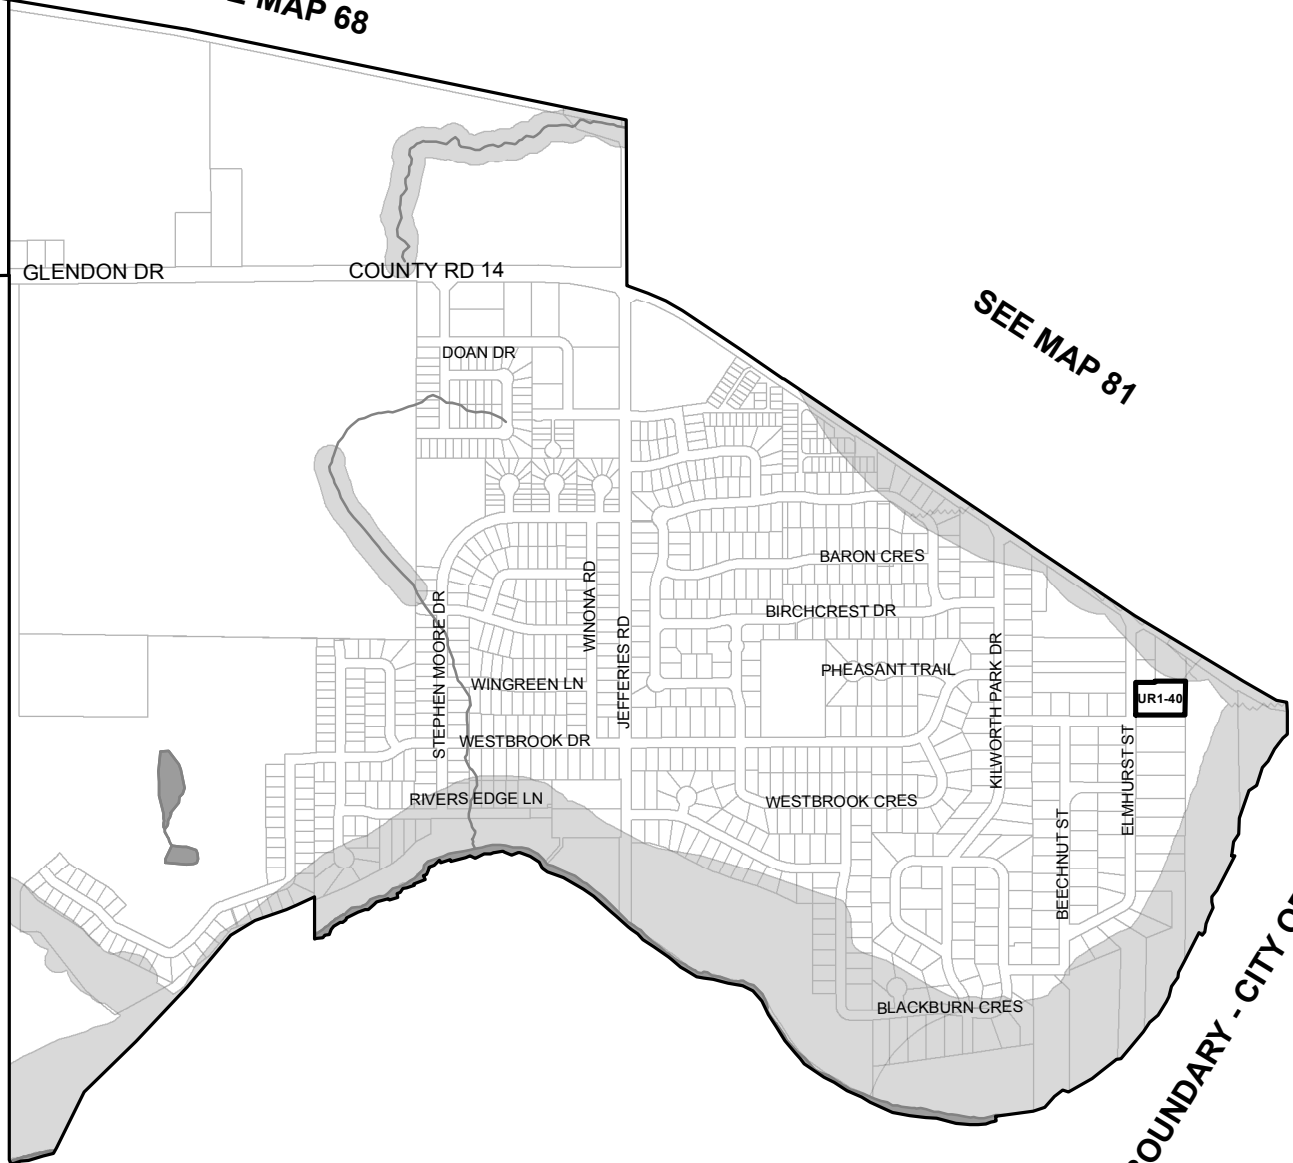 MAP 68
GLENDON DR
COUNTY RD 14
SEE MAP 81
DOAN DR
BARON CRES
BIRCHCREST DR
WINONA RD
STEPHEN MOORE DR
JEFFERIES RD
KILWORTH PARK DR
PHEASANT TRAIL
WINGREEN LN
UR1-40
WESTBROOK DR
ELMHURST ST
RIVERS EDGE LN
WESTBROOK CRES
BEECHNUT ST
BLACKBURN CRES
BOUNDARY - CITY OF